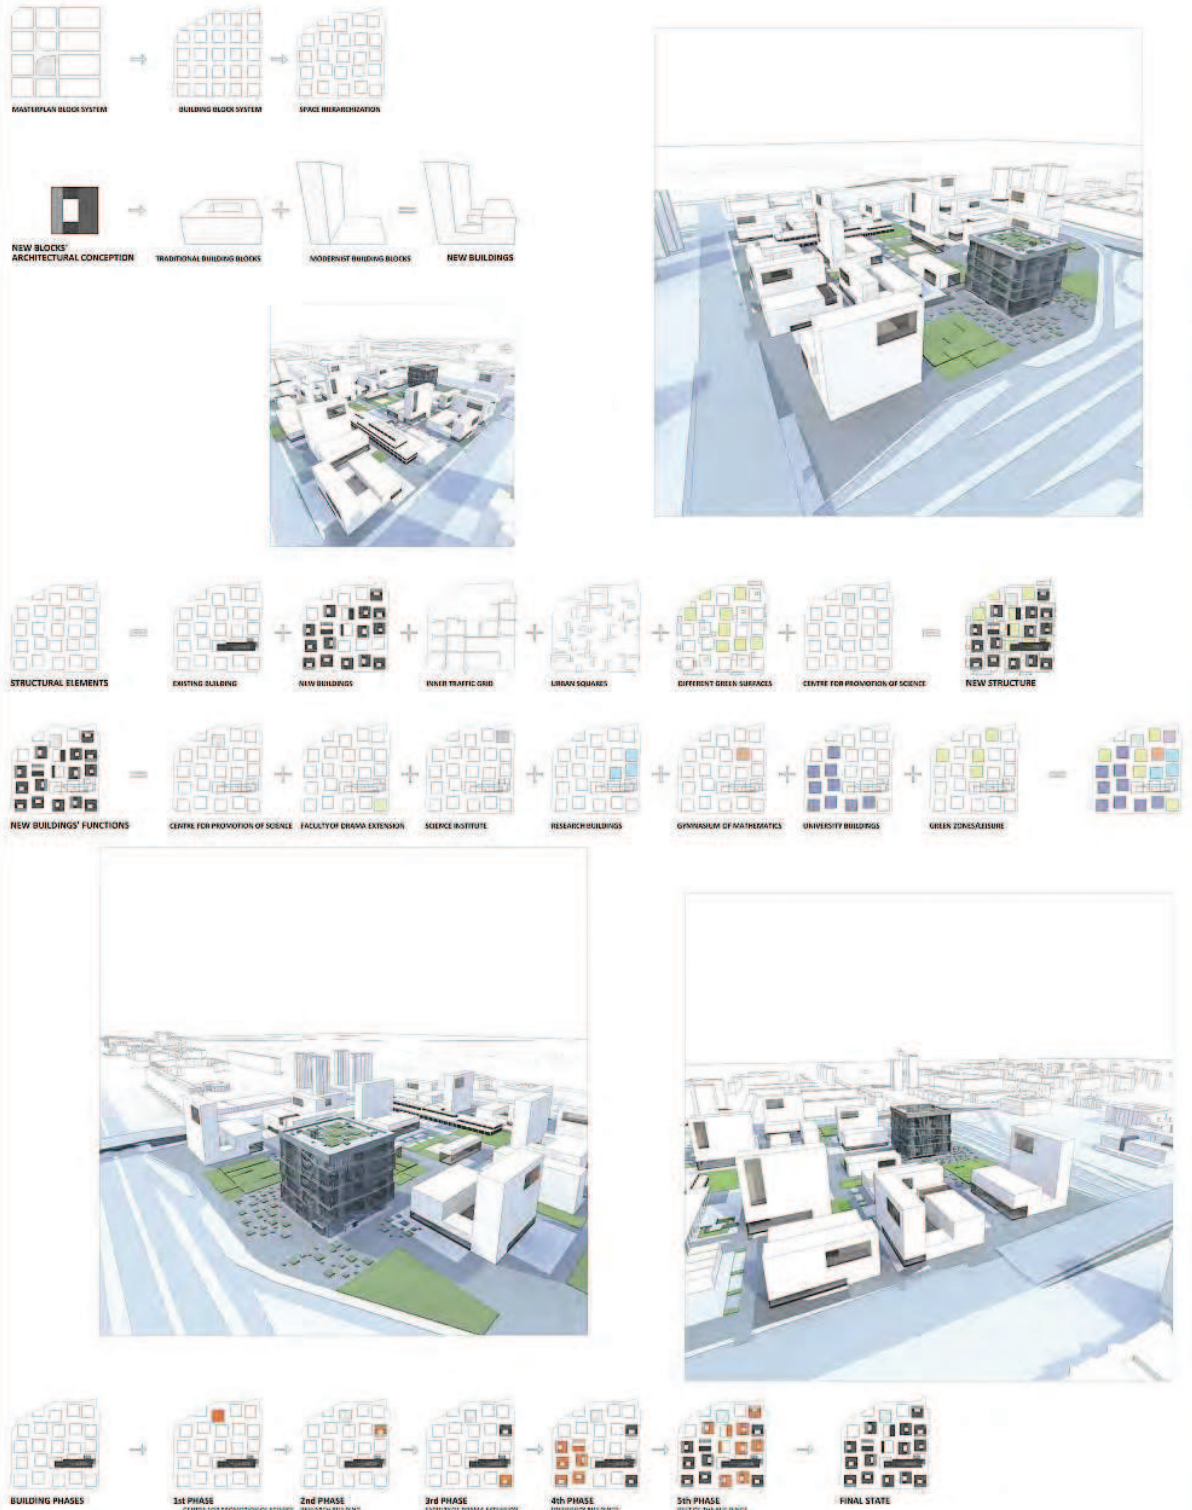 MASTERPLAN BLOCK SYSTEM
BUILDING BLOCK SYSTEM
SPACE HIERARCHIZATION
NEW BLOCKS'
ARCHITECTURAL CONCEPTION
TRADITIONAL BUILDING BLOCKS
MODERNIST BUILDING BLOCKS
NEW BUILDINGS
STRUCTURAL ELEMENTS
EXISTING BUILDING
NEW BUILDINGS
INNER TRAFFIC GRID
URBAN SQUARES
DIFFERENT GREEN SURFACES
CENTRE FOR PROMOTION OF SCIENCE
NEW STRUCTURE
NEW BUILDINGS' FUNCTIONS
CENTRE FOR PROMOTION OF SCIENCE
FACULTY OF DRAMA EXTENSION
SCIENCE INSTITUTE
RESEARCH BUILDINGS
GYMNASIUM OF MATHEMATICS
UNIVERSITY BUILDINGS
GREEN ZONES/LEISURE
BUILDING PHASES
1st PHASE
2nd PHASE
3rd PHASE
4th PHASE
5th PHASE
FINAL STATE